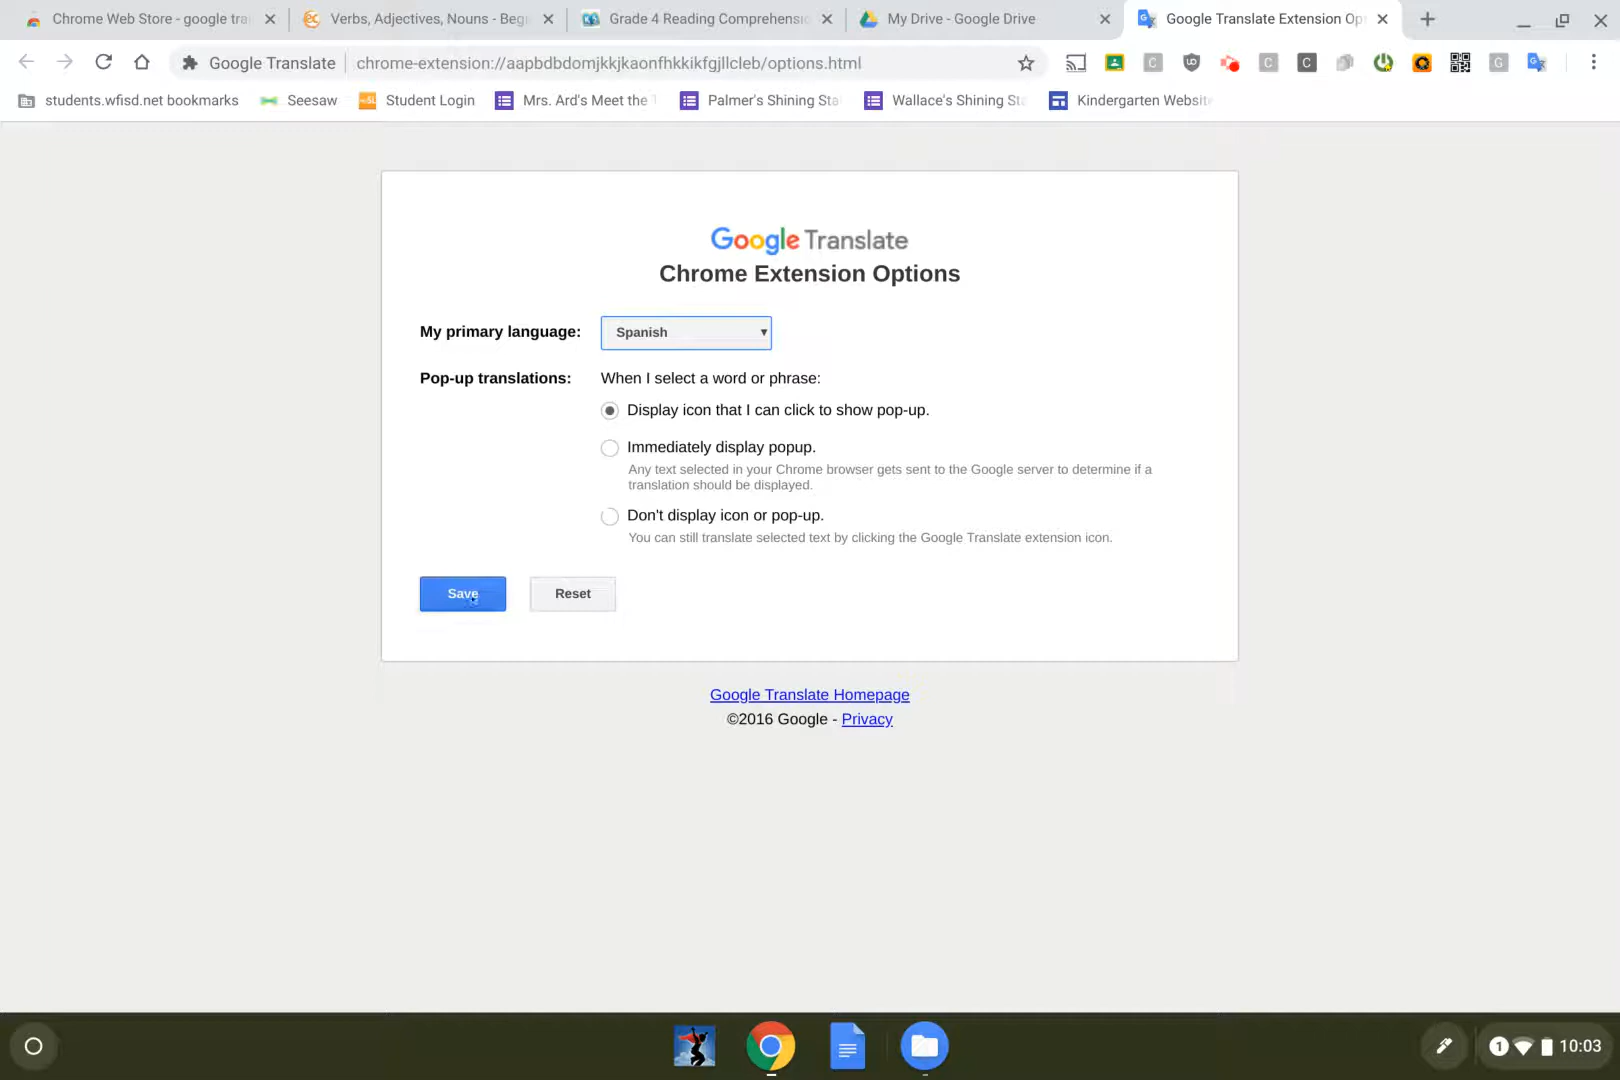 Chrome Web Store - google tra
Verbs, Adjectives, Nouns - Beg
Grade 4 Reading Comprehensi
My Drive - Google Drive
Google Translate Extension Op
Google Translate
chrome-extension://aapbdbdomjkkjkaonfhkkikfgjllcleb/options.html
students.wfisd.net bookmarks
Seesaw
Student Login
Mrs. Ard's Meet the T
Palmer's Shining Sta
Wallace's Shining Sta
Kindergarten Website
Google Translate
Chrome Extension Options
My primary language:
Spanish
Pop-up translations:
When I select a word or phrase:
Display icon that I can click to show pop-up.
Immediately display popup.
Any text selected in your Chrome browser gets sent to the Google server to determine if a
translation should be displayed.
Don't display icon or pop-up.
You can still translate selected text by clicking the Google Translate extension icon.
Save
Reset
Google Translate Homepage
©2016 Google - Privacy
1
10:03